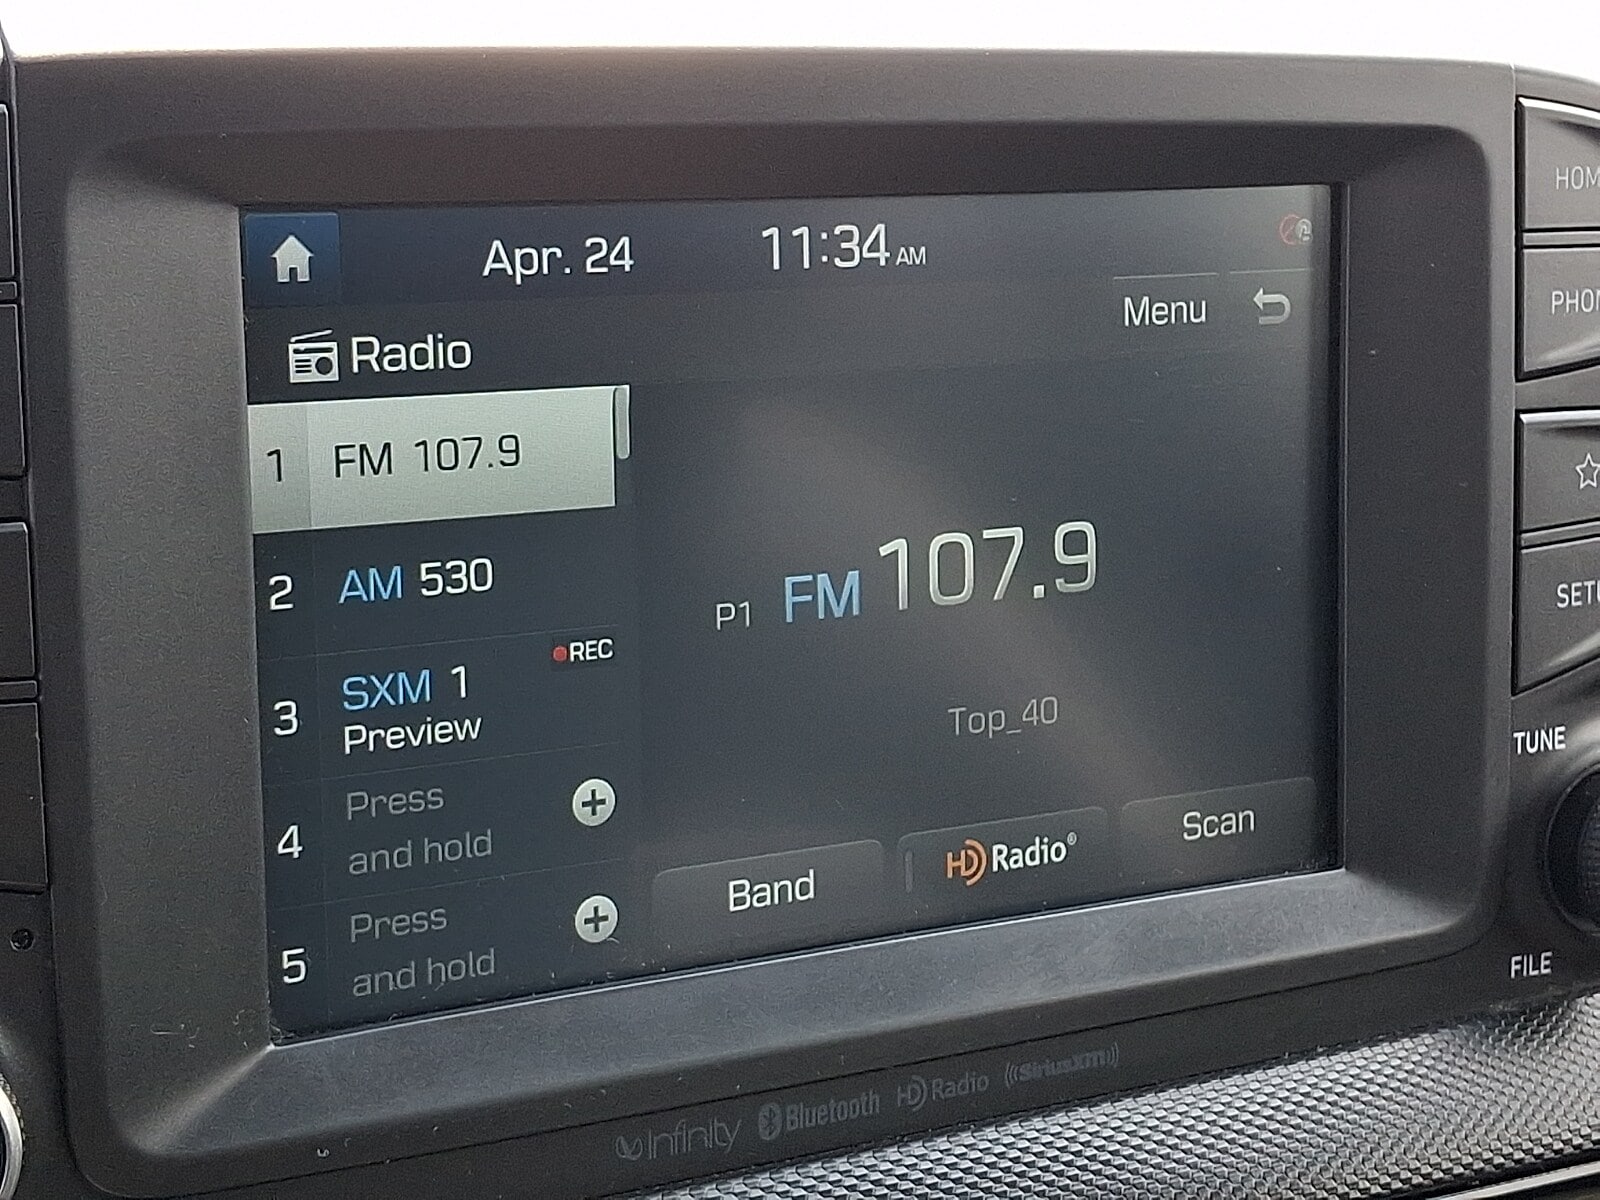 Apr. 24
11:34 AM
Menu
Radio
1 FM 107.9
2 AM 530
REC
3 SXM 1
Preview
4 Press
and hold
5 Press
and hold
P1 FM 107.9
Top_40
Band
HD Radio®
Scan
HOM
PHON
SETU
TUNE
FILE
Infinity Bluetooth HD Radio (((SiriusXM)))